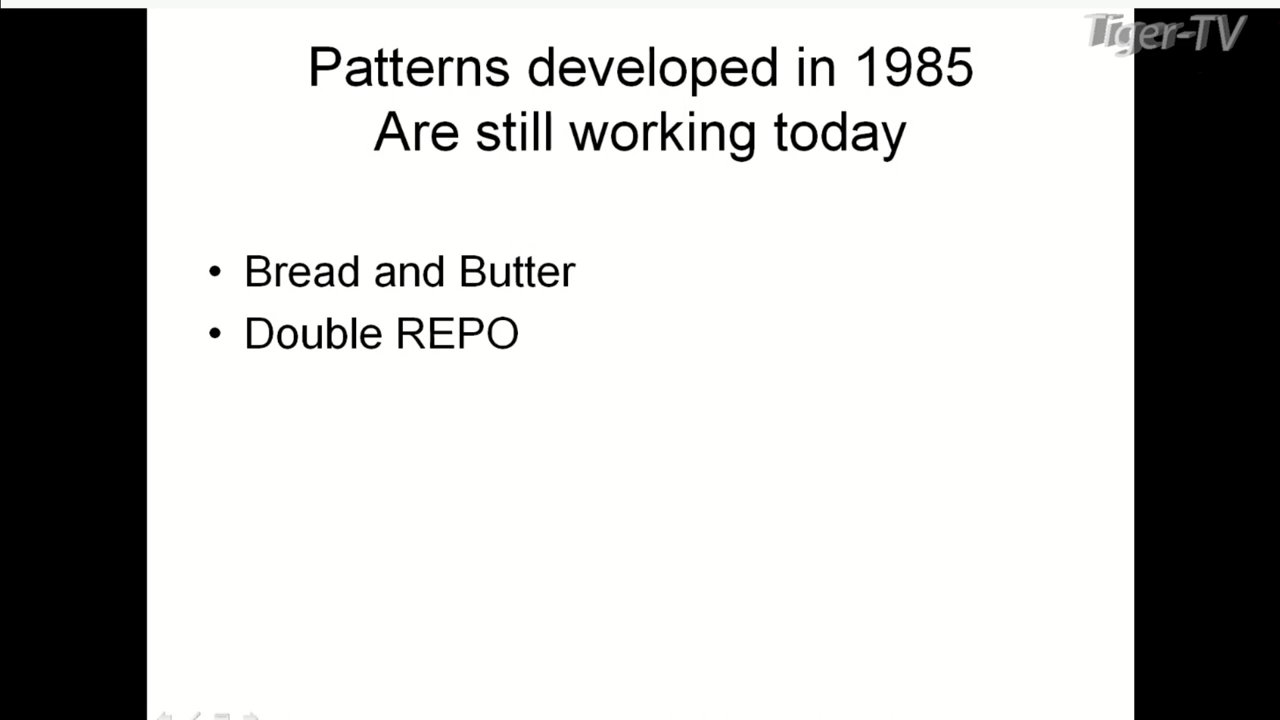 Tiger-TV
Patterns developed in 1985
Are still working today
• Bread and Butter
• Double REPO